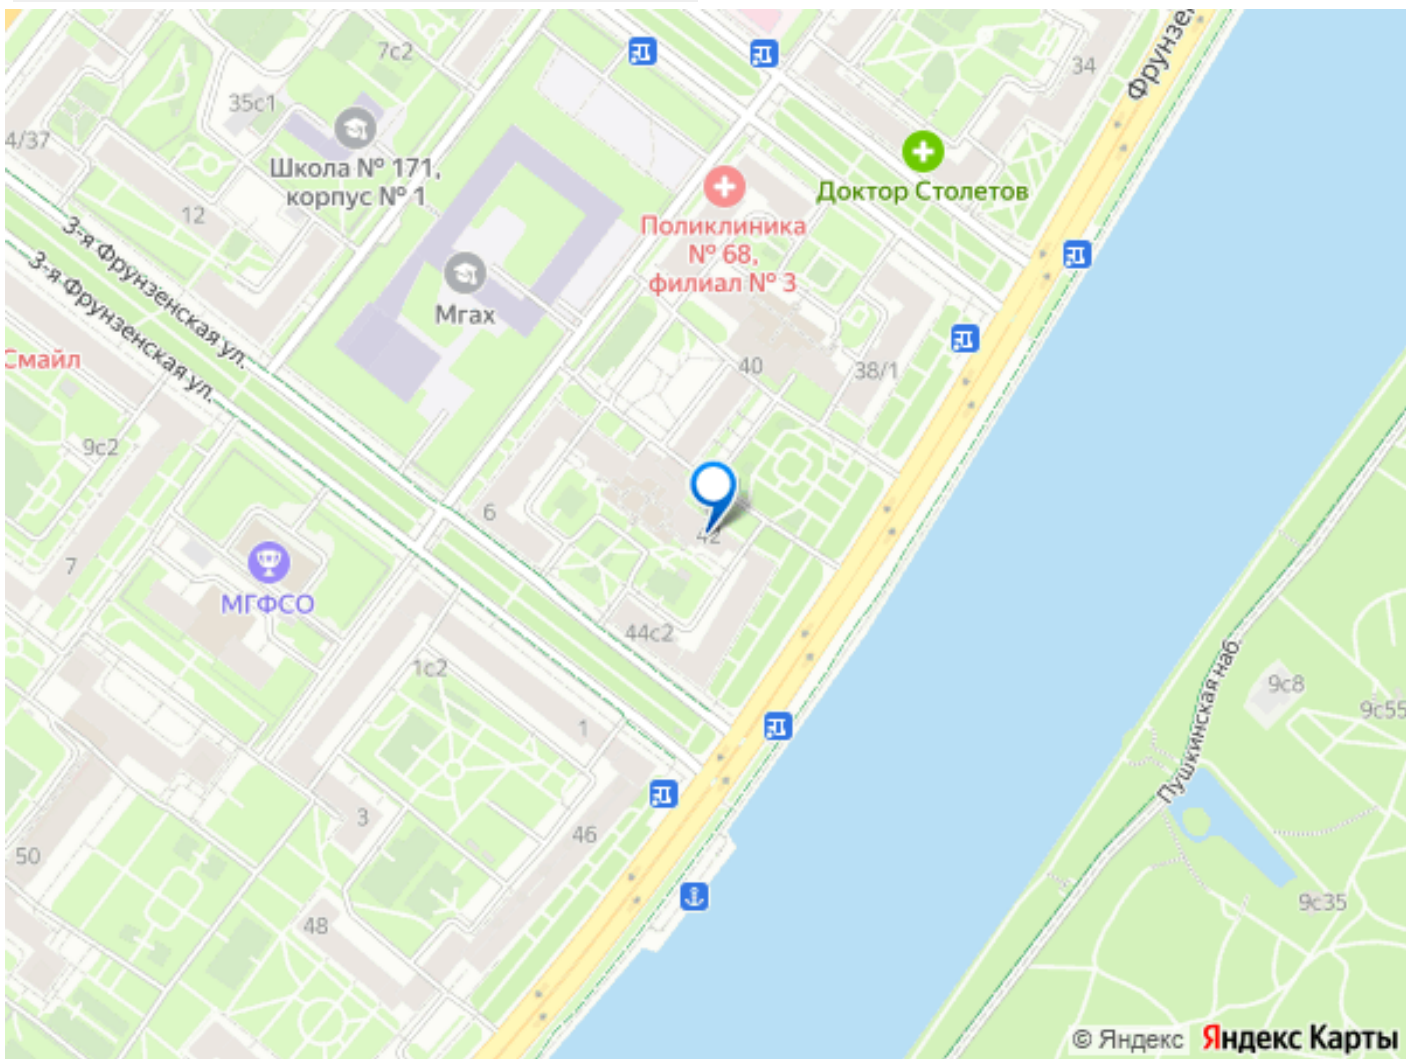 7с2
34
Фрунзе
35с1
4/37
Школа № 171,
корпус № 1
Доктор Столетов
12
Поликлиника
№ 68,
филиал № 3
3-я Фрунзенская ул.
3-я Фрунзенская ул.
Мгах
Смайл
40
38/1
9с2
6
42
7
МГФСО
44с2
1с2
1
Пушкинская наб.
9с8
9с55
3
46
50
48
9с35
© Яндекс Яндекс Карты